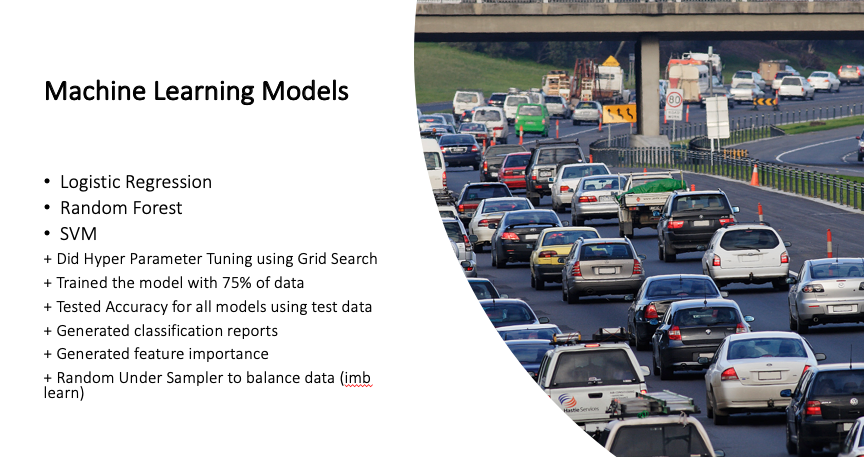 Machine Learning Models
• Logistic Regression
• Random Forest
• SVM
+ Did Hyper Parameter Tuning using Grid Search
+ Trained the model with 75% of data
+ Tested Accuracy for all models using test data
+ Generated classification reports
+ Generated feature importance
+ Random Under Sampler to balance data (imb
learn)
80
Hastie Services